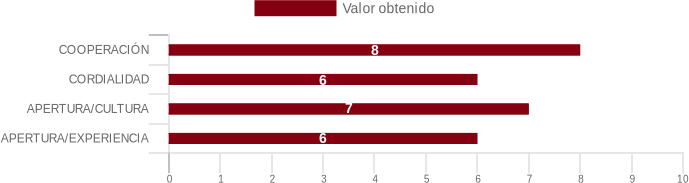 Valor obtenido
COOPERACIÓN 8
CORDIALIDAD 6
APERTURA/CULTURA 7
APERTURA/EXPERIENCIA 6
0 1 2 3 4 5 6 7 8 9 10